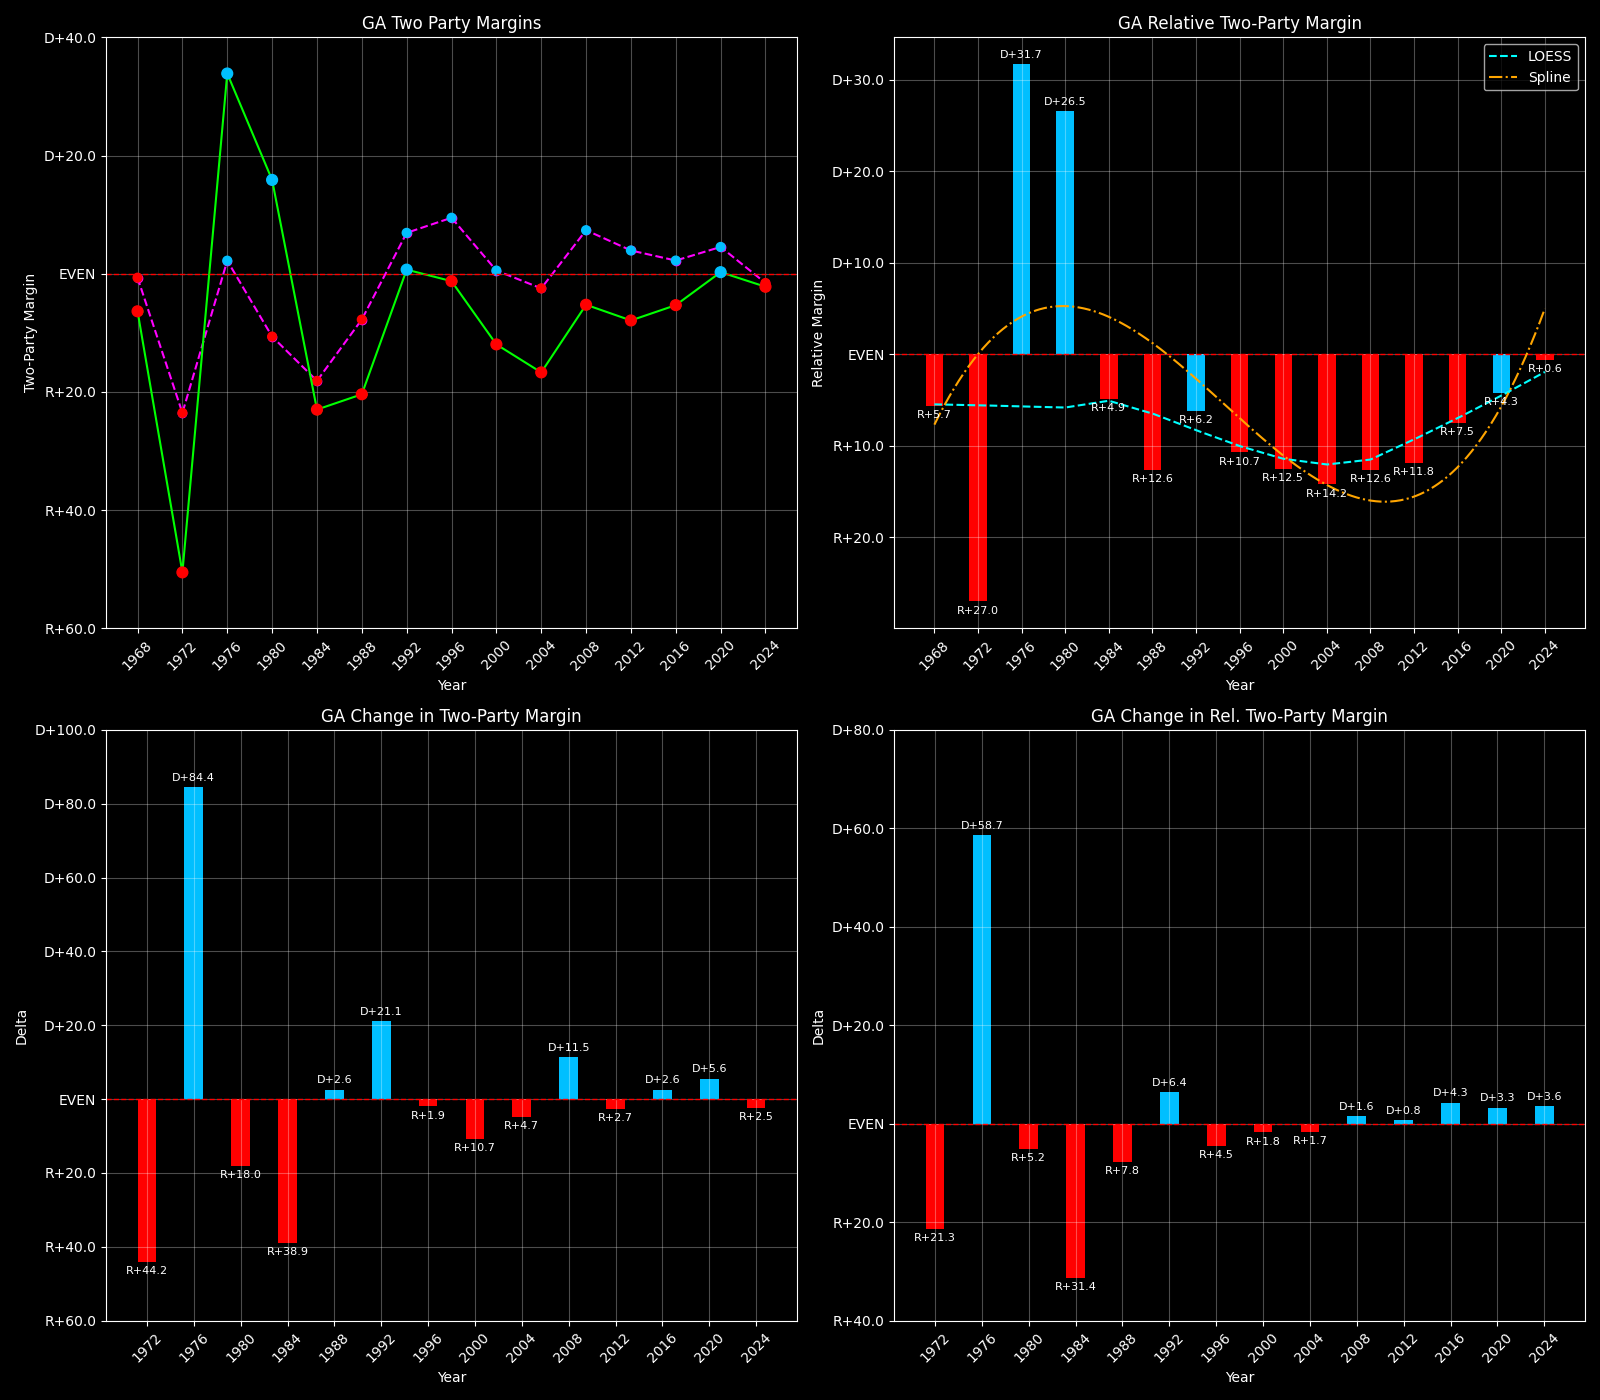 GA Two Party Margins
D+40.0
D+20.0
EVEN
R+20.0
R+40.0
R+60.0
Two-Party Margin
1968
1972
1976
1980
1984
1988
1992
1996
2000
2004
2008
2012
2016
2020
2024
Year
GA Relative Two-Party Margin
LOESS
Spline
D+30.0
D+20.0
D+10.0
EVEN
R+10.0
R+20.0
Relative Margin
R+5.7
R+27.0
D+31.7
D+26.5
R+4.9
R+12.6
R+6.2
R+10.7
R+12.5
R+14.2
R+12.6
R+11.8
R+7.5
R+4.3
R+0.6
1968
1972
1976
1980
1984
1988
1992
1996
2000
2004
2008
2012
2016
2020
2024
Year
GA Change in Two-Party Margin
D+100.0
D+80.0
D+60.0
D+40.0
D+20.0
EVEN
R+20.0
R+40.0
R+60.0
Delta
R+44.2
D+84.4
R+18.0
R+38.9
D+2.6
D+21.1
R+1.9
R+10.7
R+4.7
D+11.5
R+2.7
D+2.6
D+5.6
R+2.5
1972
1976
1980
1984
1988
1992
1996
2000
2004
2008
2012
2016
2020
2024
Year
GA Change in Rel. Two-Party Margin
D+80.0
D+60.0
D+40.0
D+20.0
EVEN
R+20.0
R+40.0
Delta
R+21.3
D+58.7
R+5.2
R+31.4
R+7.8
D+6.4
R+4.5
R+1.8
R+1.7
D+1.6
D+0.8
D+4.3
D+3.3
D+3.6
1972
1976
1980
1984
1988
1992
1996
2000
2004
2008
2012
2016
2020
2024
Year